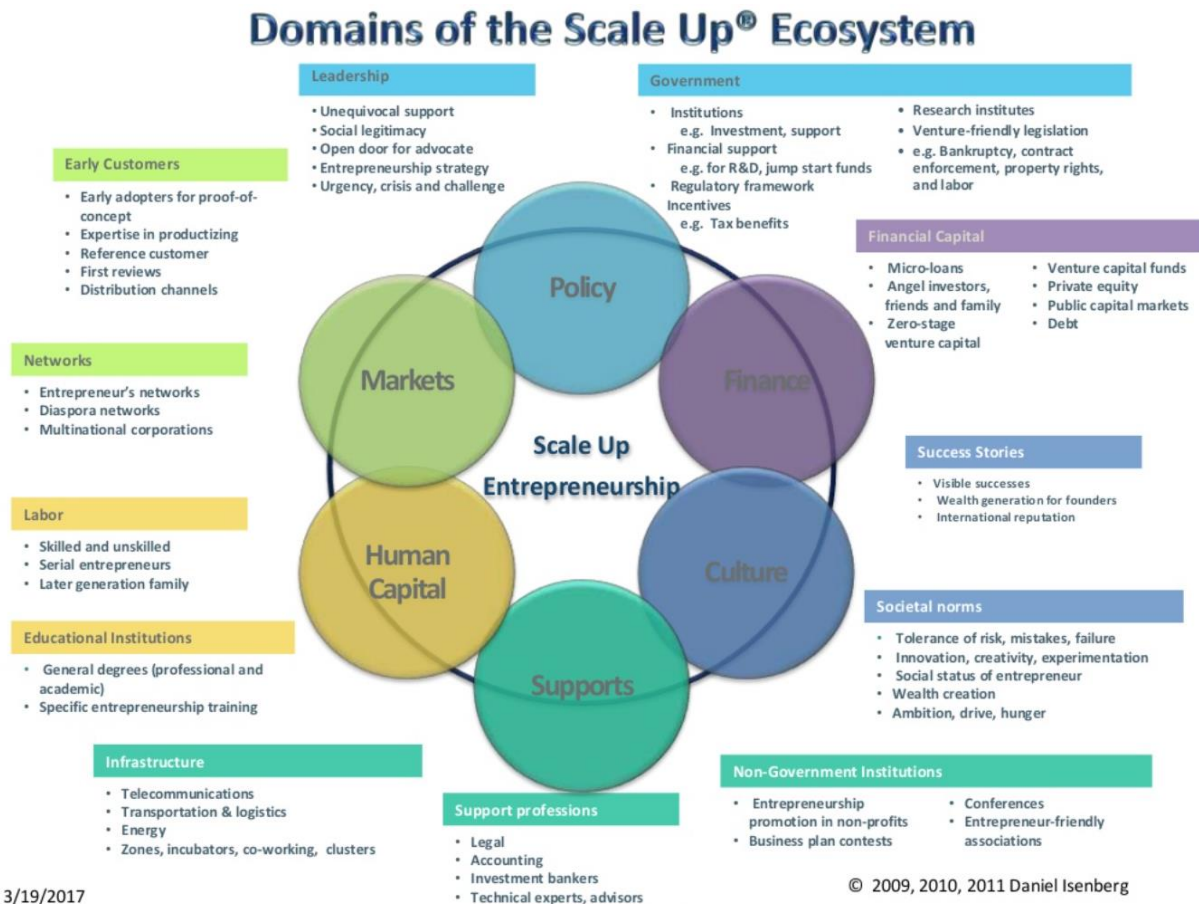 Domains of the Scale Up® Ecosystem
Leadership
• Unequivocal support
• Social legitimacy
• Open door for advocate
• Entrepreneurship strategy
• Urgency, crisis and challenge
Government
• Institutions
e.g. Investment, support
• Financial support
e.g. for R&D, jump start funds
• Regulatory framework
Incentives
e.g. Tax benefits
• Research institutes
• Venture-friendly legislation
• e.g. Bankruptcy, contract
enforcement, property rights,
and labor
Early Customers
• Early adopters for proof-of-
concept
• Expertise in productizing
• Reference customer
• First reviews
• Distribution channels
Financial Capital
• Micro-loans
• Angel investors,
friends and family
• Zero-stage
venture capital
• Venture capital funds
• Private equity
• Public capital markets
• Debt
Networks
• Entrepreneur's networks
• Diaspora networks
• Multinational corporations
Policy
Markets
Finance
Scale Up
Entrepreneurship
Human
Capital
Culture
Supports
Success Stories
• Visible successes
• Wealth generation for founders
• International reputation
Labor
• Skilled and unskilled
• Serial entrepreneurs
• Later generation family
Societal norms
• Tolerance of risk, mistakes, failure
• Innovation, creativity, experimentation
• Social status of entrepreneur
• Wealth creation
• Ambition, drive, hunger
Educational Institutions
• General degrees (professional and
academic)
• Specific entrepreneurship training
Infrastructure
• Telecommunications
• Transportation & logistics
• Energy
• Zones, incubators, co-working, clusters
Support professions
• Legal
• Accounting
• Investment bankers
• Technical experts, advisors
Non-Government Institutions
• Entrepreneurship
promotion in non-profits
• Business plan contests
• Conferences
• Entrepreneur-friendly
associations
3/19/2017
© 2009, 2010, 2011 Daniel Isenberg